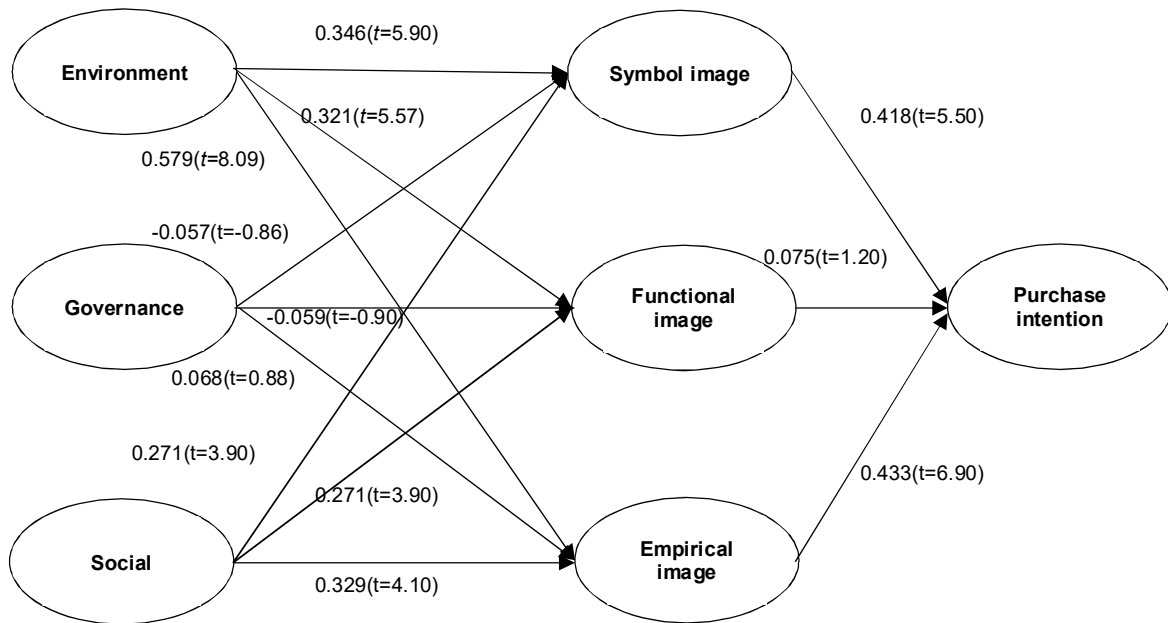 0.346(t=5.90)
Environment
Symbol image
0.321(t=5.57)
0.418(t=5.50)
0.579(t=8.09)
-0.057(t=-0.86)
0.075(t=1.20)
Governance
Functional
image
Purchase
intention
-0.059(t=-0.90)
0.068(t=0.88)
0.271(t=3.90)
0.433(t=6.90)
0.271(t=3.90)
Social
Empirical
image
0.329(t=4.10)